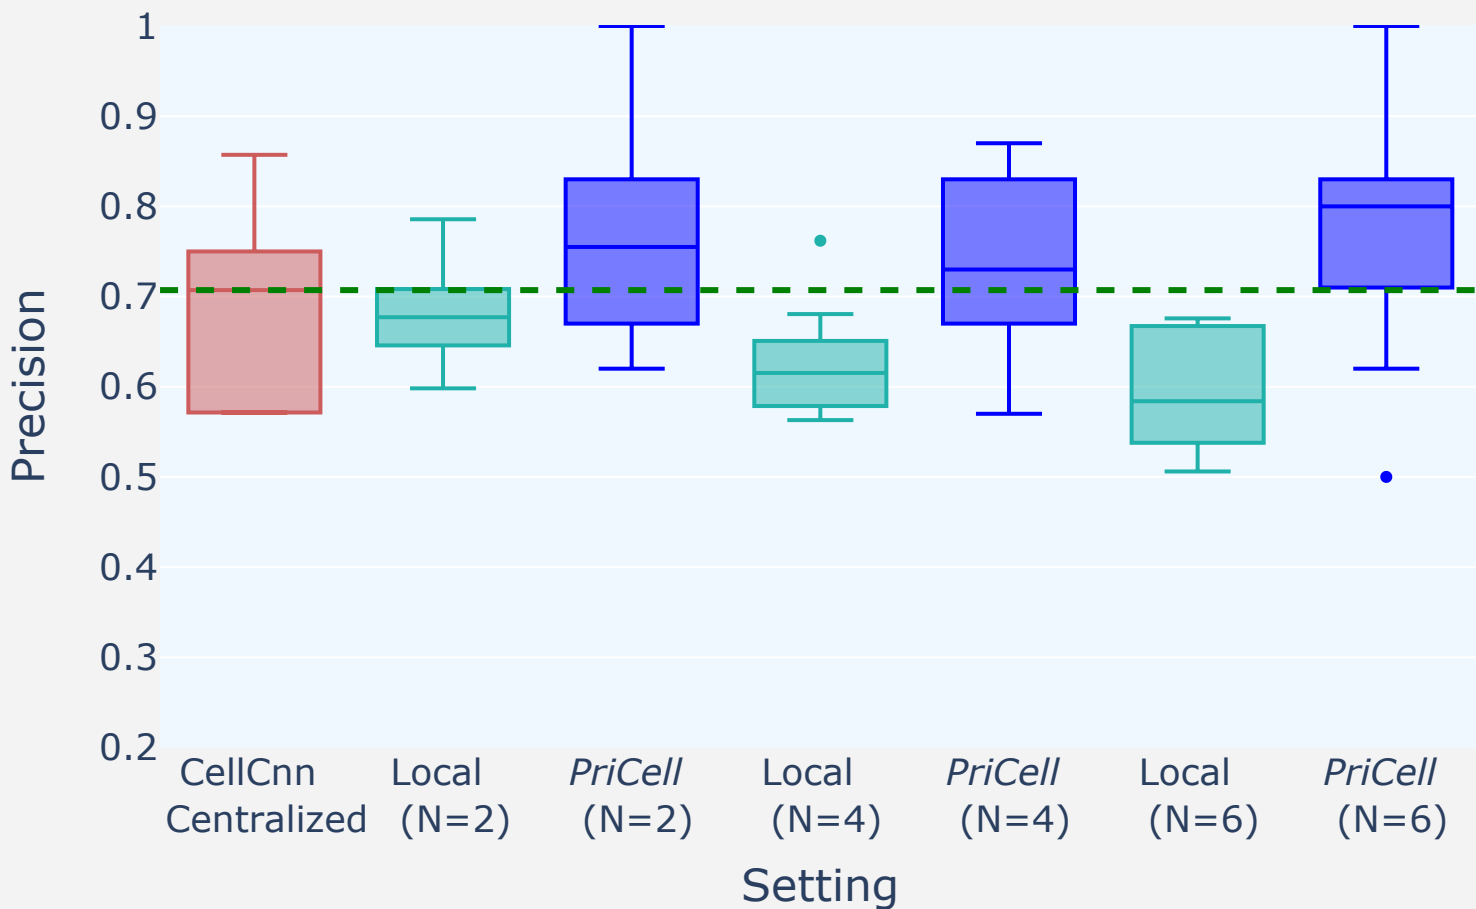 1
0.9
0.8
0.7
0.6
0.5
0.4
0.3
0.2
Precision
CellCnn Centralized
Local (N=2)
PriCell (N=2)
Local (N=4)
PriCell (N=4)
Local (N=6)
PriCell (N=6)
Setting